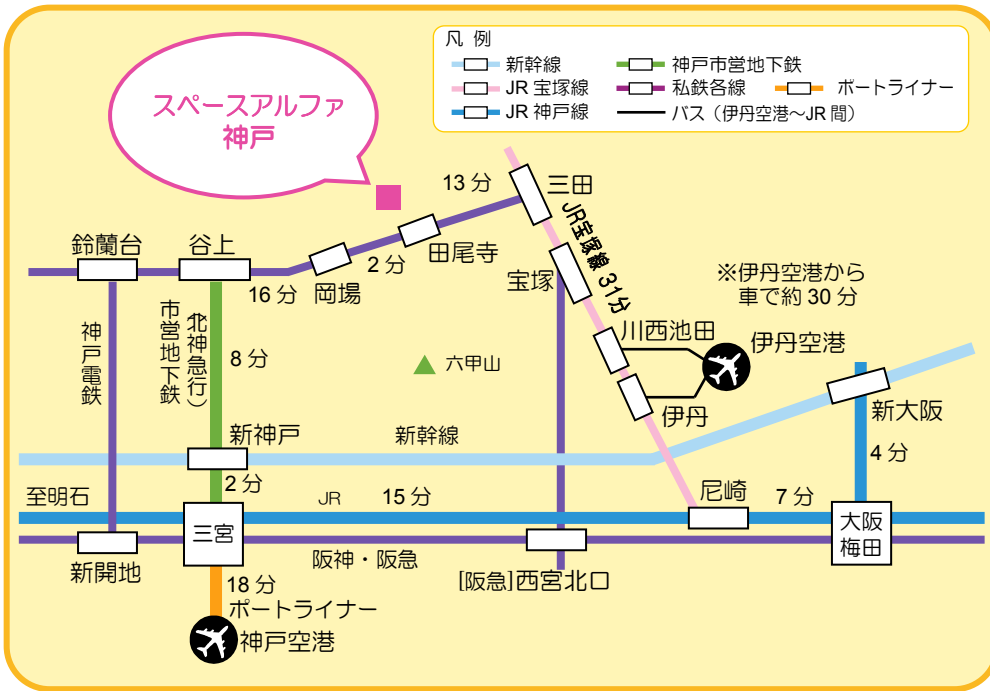 凡 例
新幹線
神戸市営地下鉄
JR 宝塚線
私鉄各線
ポートライナー
JR 神戸線
バス（伊丹空港～JR 間）
スペースアルファ
神戸
13 分
三田
JR宝塚線 31分
鈴蘭台
谷上
田尾寺
2 分
岡場
16 分
宝塚
※伊丹空港から
車で約 30 分
川西池田
伊丹空港
神戸電鉄
市営地下鉄
（北神急行）
8 分
六甲山
伊丹
新大阪
新神戸
新幹線
4 分
2 分
至明石
JR
15 分
尼崎
7 分
三宮
大阪
梅田
新開地
阪神・阪急
[阪急]西宮北口
18 分
ポートライナー
神戸空港